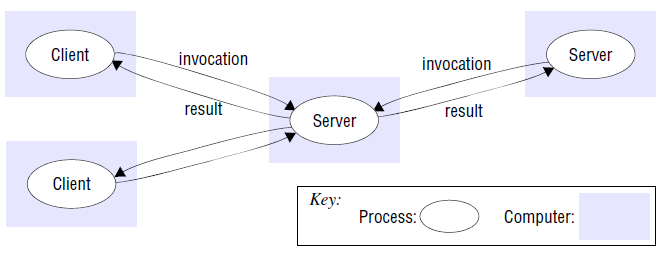 Client
invocation
result
Server
invocation
result
Server
Client
Key:
Process:
Computer: